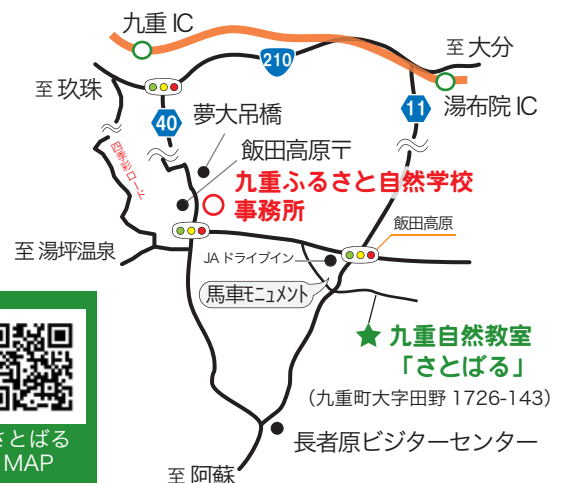 九重 IC
至 大分
210
至 玖珠
11
湯布院 IC
40
夢大吊橋
飯田高原〒
四季彩ロード
九重ふるさと自然学校
事務所
飯田高原
至 湯坪温泉
JA ドライブイン
馬車モニュメント
九重自然教室
「さとばる」
（九重町大字田野 1726-143）
さとばる
MAP
長者原ビジターセンター
至 阿蘇